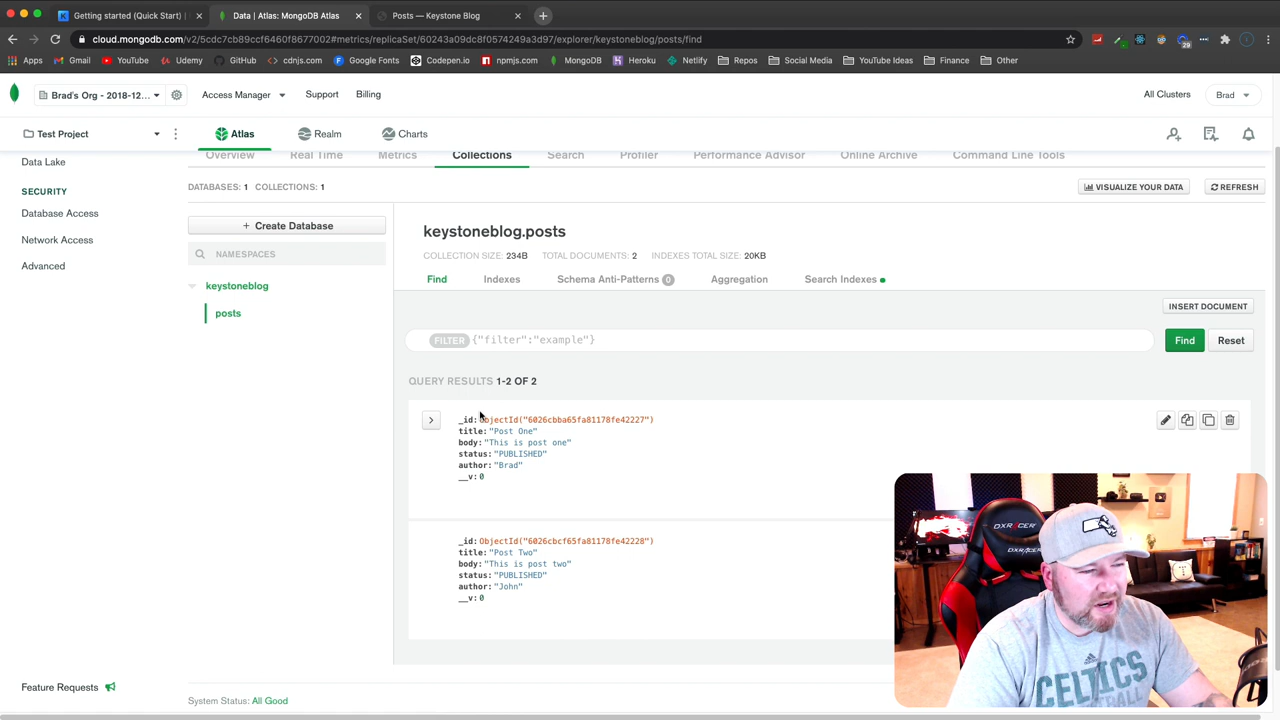 Getting started (Quick Start) |
Data | Atlas: MongoDB Atlas
Posts — Keystone Blog
cloud.mongodb.com/v2/5cdc7cb89ccf6460f8677002#metrics/replicaSet/60243a09dc8f0574249a3d97/explorer/keystoneblog/posts/find
Apps Gmail YouTube Udemy GitHub cdnjs.com Google Fonts Codepen.io npmjs.com MongoDB Heroku Netlify Repos Social Media YouTube Ideas Finance Other
29
Brad's Org - 2018-12... Access Manager Support Billing All Clusters Brad
Test Project Atlas Realm Charts
Data Lake Overview Real Time Metrics Collections Search Profiler Performance Advisor Online Archive Command Line Tools
SECURITY
Database Access
Network Access
Advanced
DATABASES: 1 COLLECTIONS: 1 VISUALIZE YOUR DATA REFRESH
+ Create Database
NAMESPACES
keystoneblog
posts
keystoneblog.posts
COLLECTION SIZE: 234B TOTAL DOCUMENTS: 2 INDEXES TOTAL SIZE: 20KB
Find Indexes Schema Anti-Patterns 0 Aggregation Search Indexes
INSERT DOCUMENT
FILTER {"filter":"example"} Find Reset
QUERY RESULTS 1-2 OF 2
_id: ObjectId("6026cbba65fa81178fe42227")
title: "Post One"
body: "This is post one"
status: "PUBLISHED"
author: "Brad"
__v: 0
_id: ObjectId("6026cbcf65fa81178fe42228")
title: "Post Two"
body: "This is post two"
status: "PUBLISHED"
author: "John"
__v: 0
Feature Requests
System Status: All Good
DXRACER
DXRACER
CELTICS